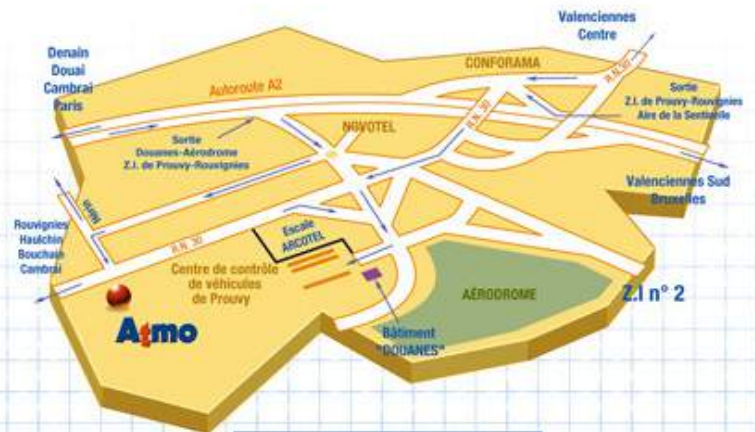 Valenciennes
Centre
Denain
Douai
Cambrai
Paris
CONFORAMA
R.N.30
Autoroute A2
Sortie
Z.I. de Prouvy-Rouvignies
Aire de la Sentinelle
R.N. 30
NOVOTEL
Sortie
Douanes-Aérodrome
Z.I. de Prouvy-Rouvignies
Valenciennes Sud
Bruxelles
Rouvignies
Haulchin
Bouchain
Cambrai
R.N. 30
Escale
ARCOTEL
Centre de contrôle
de véhicules
de Prouvy
AÉRODROME
Z.I n° 2
Atmo
Bâtiment
"DOUANES"